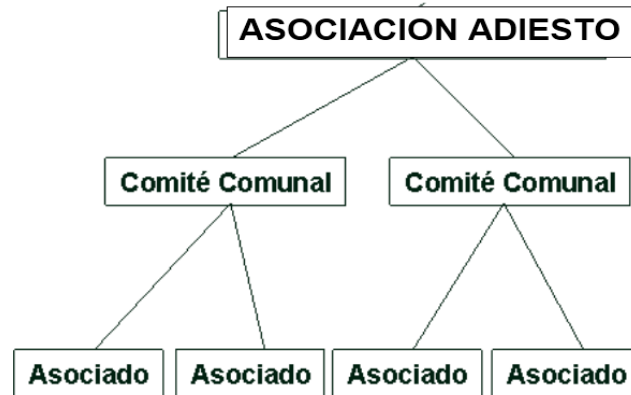 ASOCIACION ADIESTO
Comité Comunal Comité Comunal
Asociado Asociado Asociado Asociado